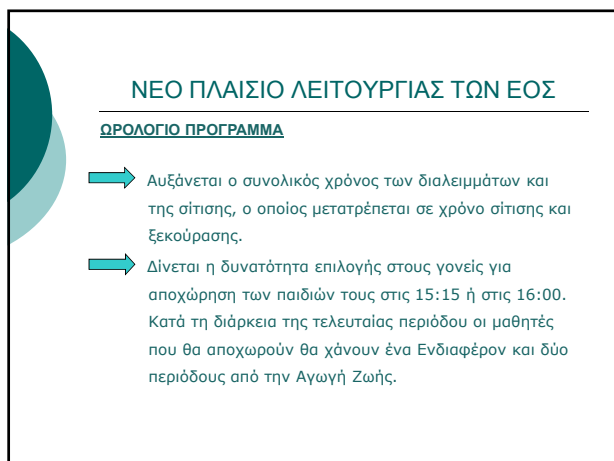 ΝΕΟ ΠΛΑΙΣΙΟ ΛΕΙΤΟΥΡΓΙΑΣ ΤΩΝ ΕΟΣ
ΩΡΟΛΟΓΙΟ ΠΡΟΓΡΑΜΜΑ
Αυξάνεται ο συνολικός χρόνος των διαλειμμάτων και
της σίτισης, ο οποίος μετατρέπεται σε χρόνο σίτισης και
ξεκούρασης.
Δίνεται η δυνατότητα επιλογής στους γονείς για
αποχώρηση των παιδιών τους στις 15:15 ή στις 16:00.
Κατά τη διάρκεια της τελευταίας περιόδου οι μαθητές
που θα αποχωρούν θα χάνουν ένα Ενδιαφέρον και δύο
περιόδους από την Αγωγή Ζωής.